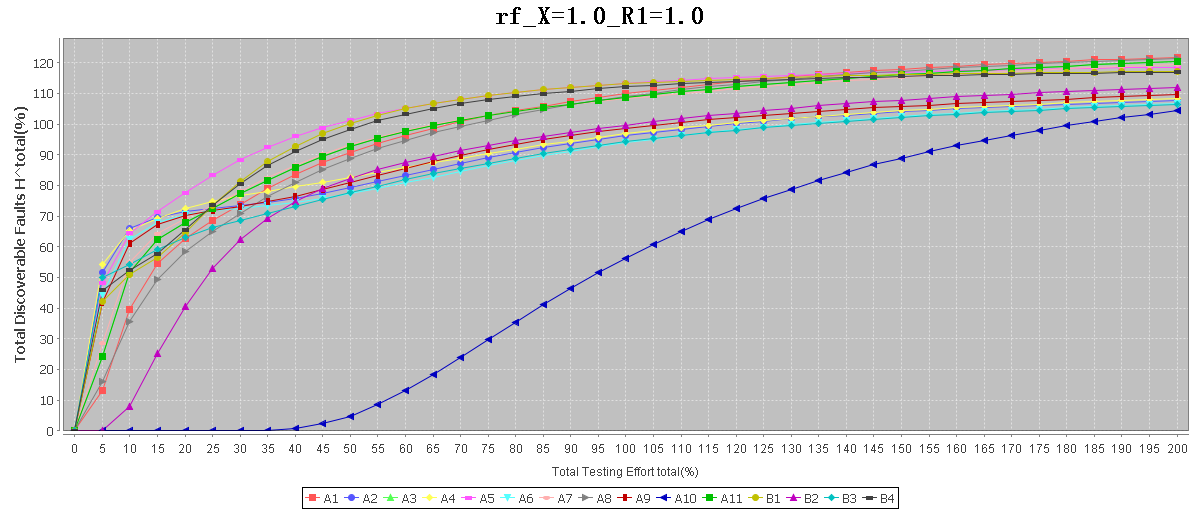 rf_X=1.0_R1=1.0
Total Discoverable Faults H^total(%)
120
110
100
90
80
70
60
50
40
30
20
10
0
0 5 10 15 20 25 30 35 40 45 50 55 60 65 70 75 80 85 90 95 100 105 110 115 120 125 130 135 140 145 150 155 160 165 170 175 180 185 190 195 200
Total Testing Effort total(%)
A1 A2 A3 A4 A5 A6 A7 A8 A9 A10 A11 B1 B2 B3 B4